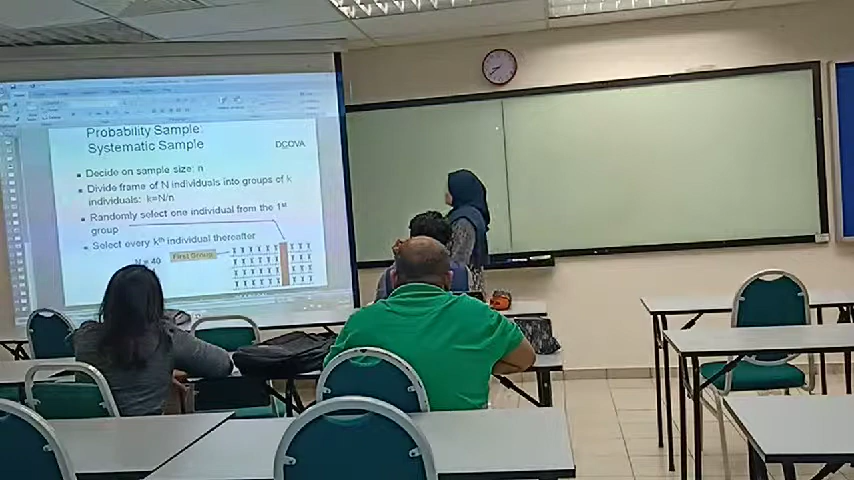 Probability Sample:
Systematic Sample
DCOVA
Decide on sample size: n
Divide frame of N individuals into groups of k
individuals: k=N/n
Randomly select one individual from the 1st
group
Select every kth individual thereafter
N = 40
First Group